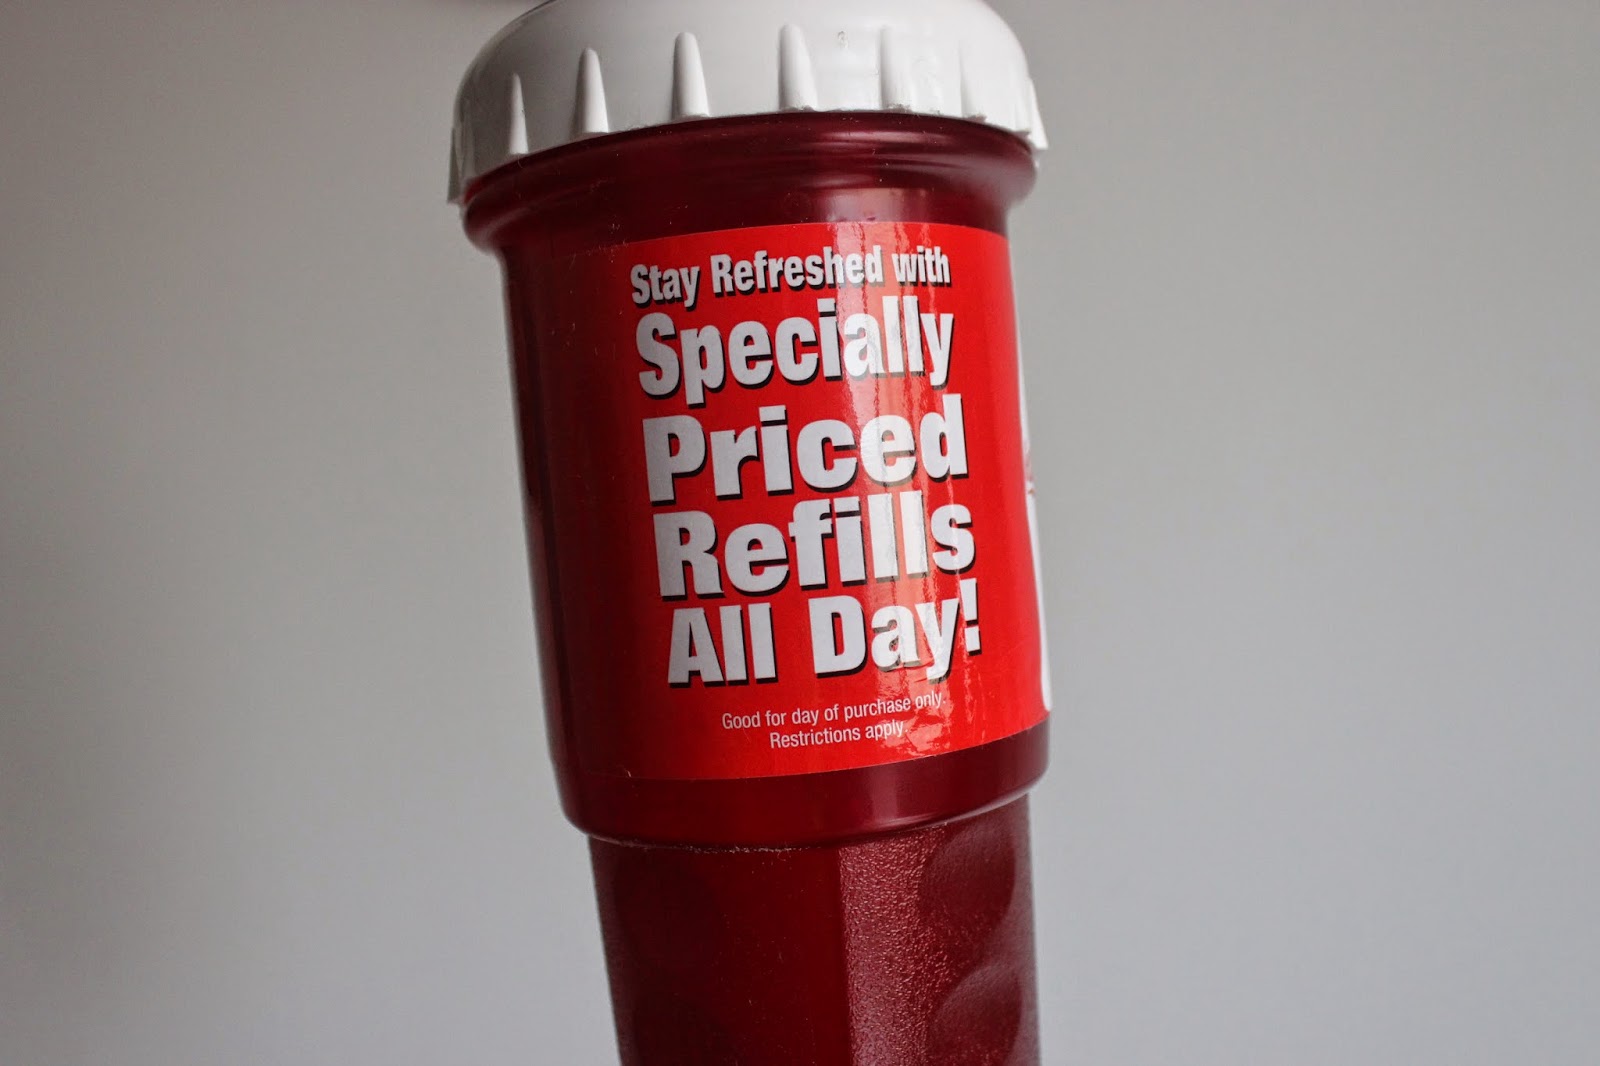 Stay Refreshed with
Specially
Priced
Refills
All Day!
Good for day of purchase only.
Restrictions apply.